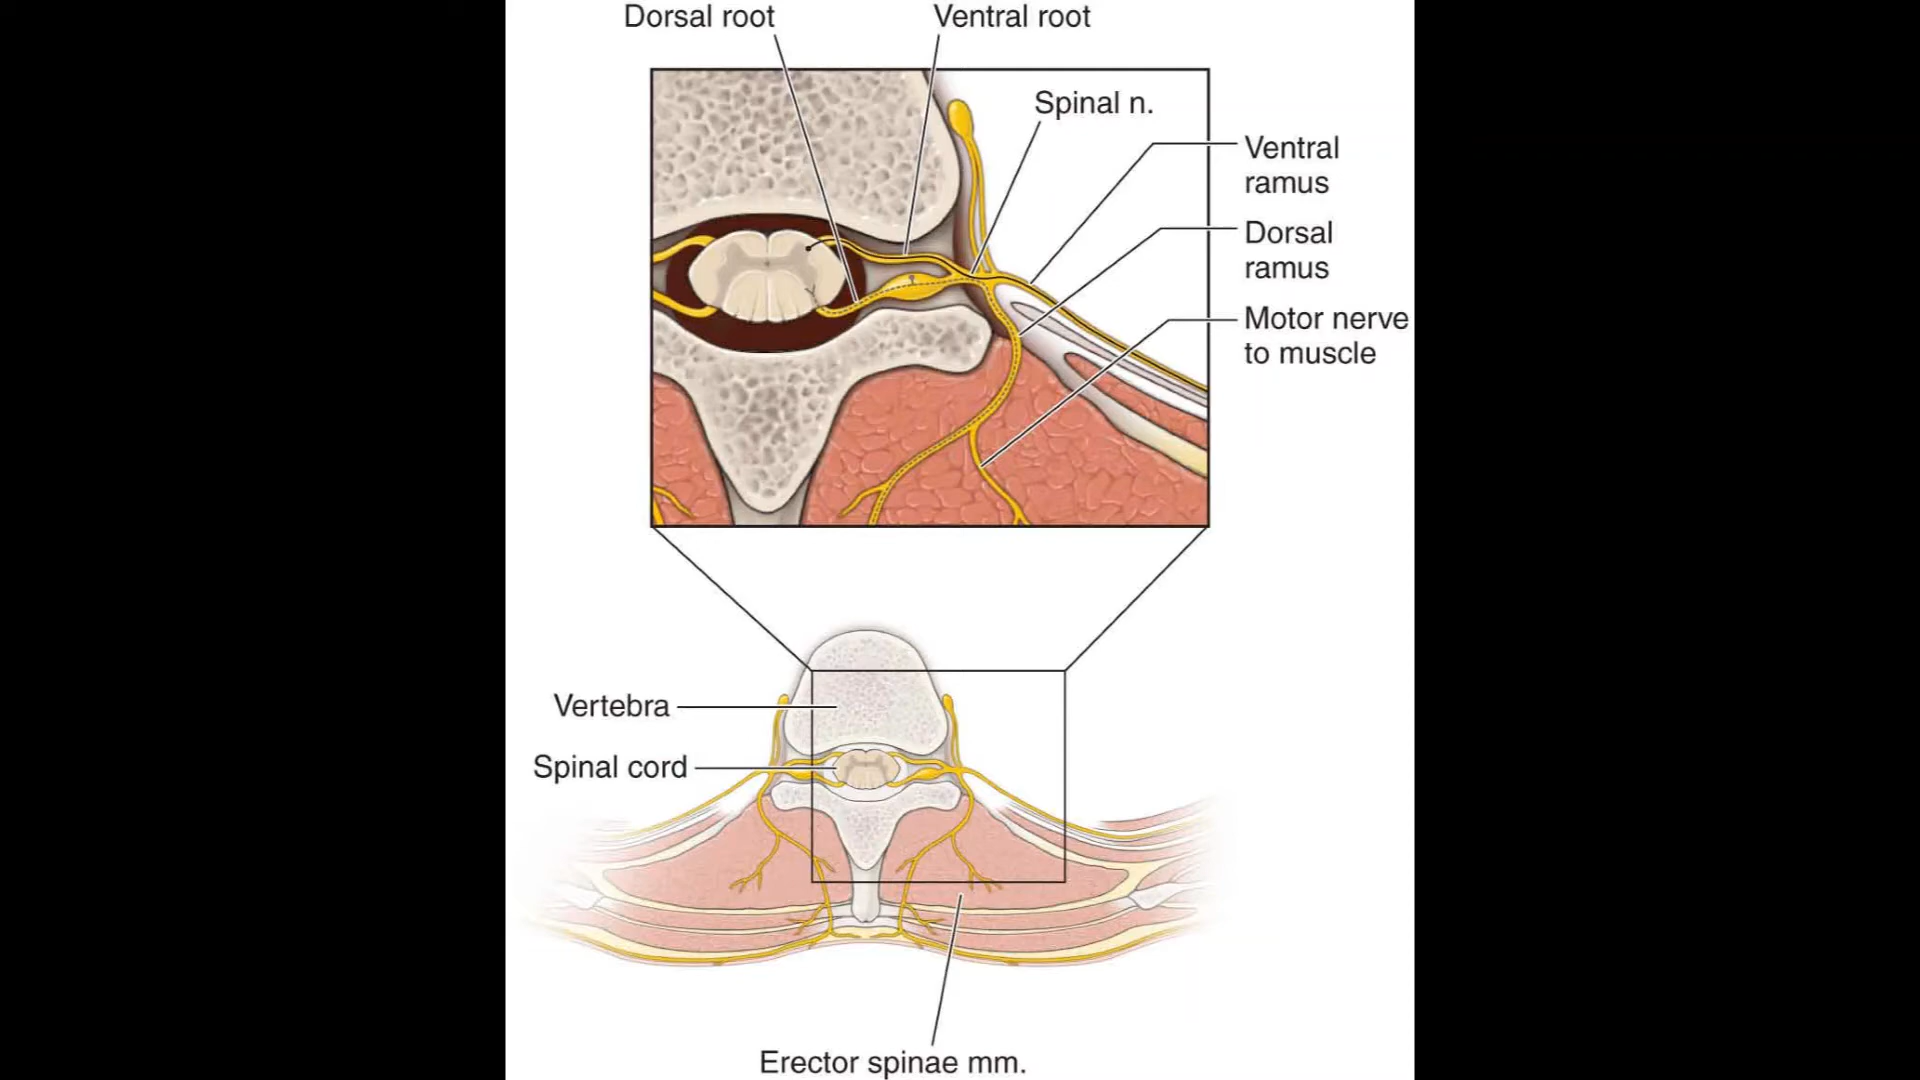 Dorsal root
Ventral root
Spinal n.
Ventral
ramus
Dorsal
ramus
Motor nerve
to muscle
Vertebra
Spinal cord
Erector spinae mm.